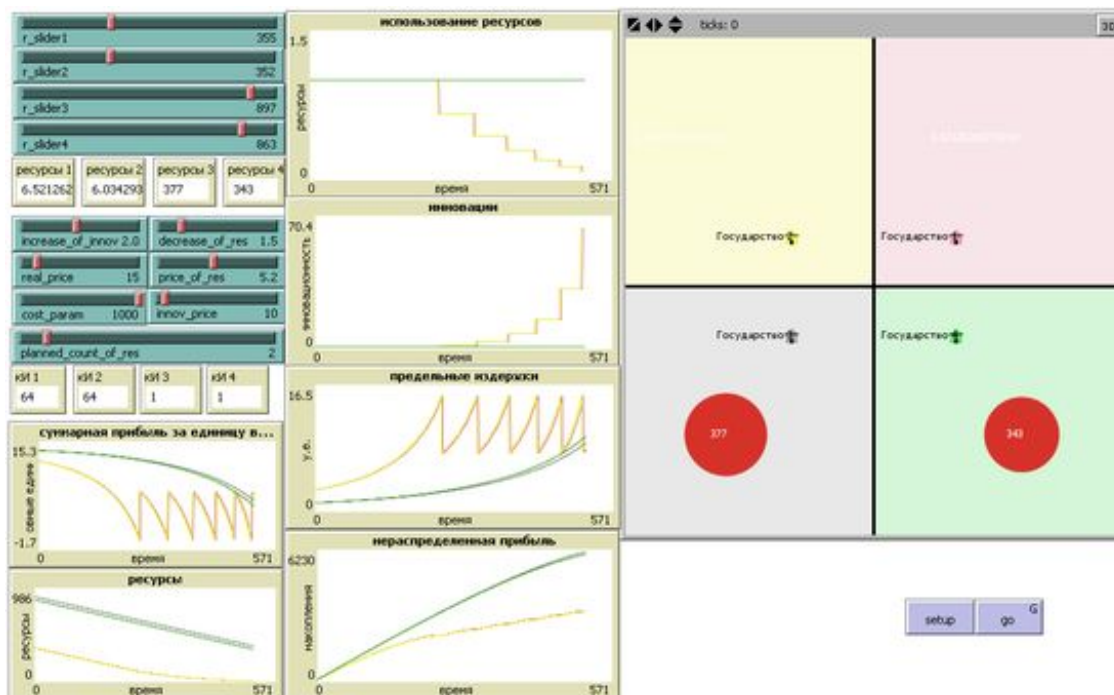 r_slider1 355
r_slider2 352
r_slider3 897
r_slider4 863
ресурсы 1
6.521262
ресурсы 2
6.034293
ресурсы 3
377
ресурсы 4
343
increase_of_innov 2.0
decrease_of_res 1.5
real_price 15
price_of_res 5.2
cost_param 1000
innov_price 10
planned_count_of_res 2
кИ 1
64
кИ 2
64
кИ 3
1
кИ 4
1
суммарная прибыль за единицу в...
15.3
-1.7
0
время
571
ресурсы
986
ресурсы
0
0
время
571
использование ресурсов
1.5
ресурсы
0
0
время
571
инновации
70.4
инновационность
0
0
время
571
предельные издержки
16.5
у.е.
0
0
время
571
нераспределенная прибыль
6230
накопления
0
0
время
571
ticks: 0
3D
Государство
Государство
Государство
Государство
377
343
setup
go
G